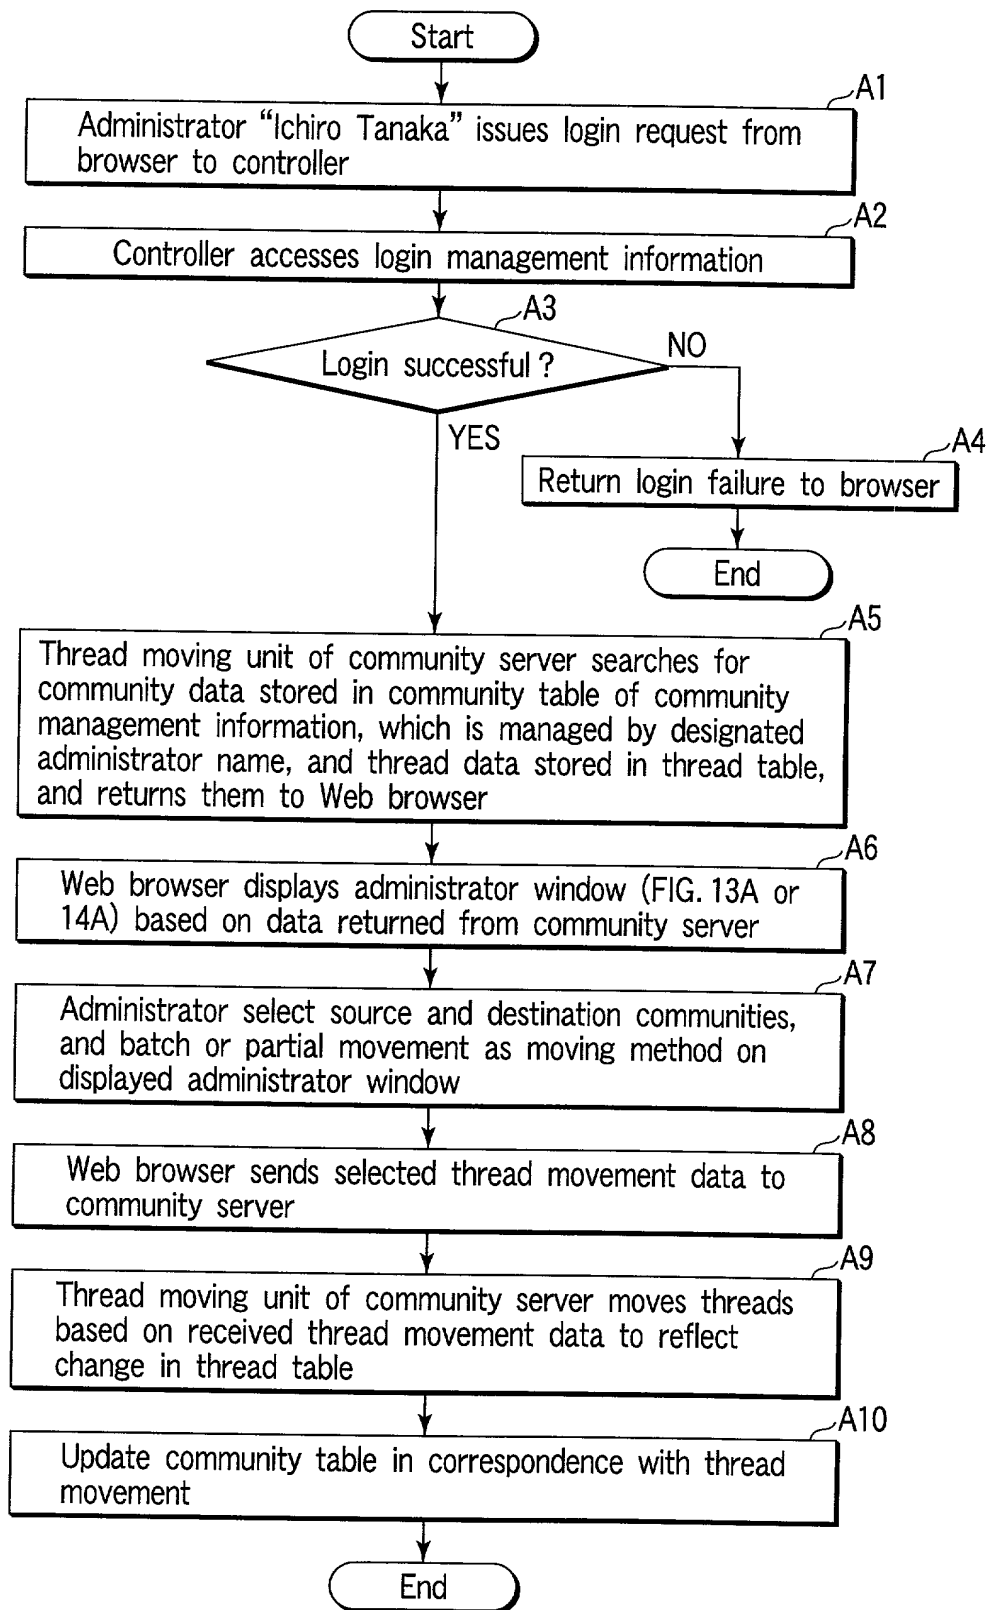 Start
A1
Administrator “Ichiro Tanaka” issues login request from
browser to controller
A2
Controller accesses login management information
A3
Login successful ?
NO
YES
A4
Return login failure to browser
End
A5
Thread moving unit of community server searches for
community data stored in community table of community
management information, which is managed by designated
administrator name, and thread data stored in thread table,
and returns them to Web browser
A6
Web browser displays administrator window (FIG. 13A or
14A) based on data returned from community server
A7
Administrator select source and destination communities,
and batch or partial movement as moving method on
displayed administrator window
A8
Web browser sends selected thread movement data to
community server
A9
Thread moving unit of community server moves threads
based on received thread movement data to reflect
change in thread table
A10
Update community table in correspondence with thread
movement
End